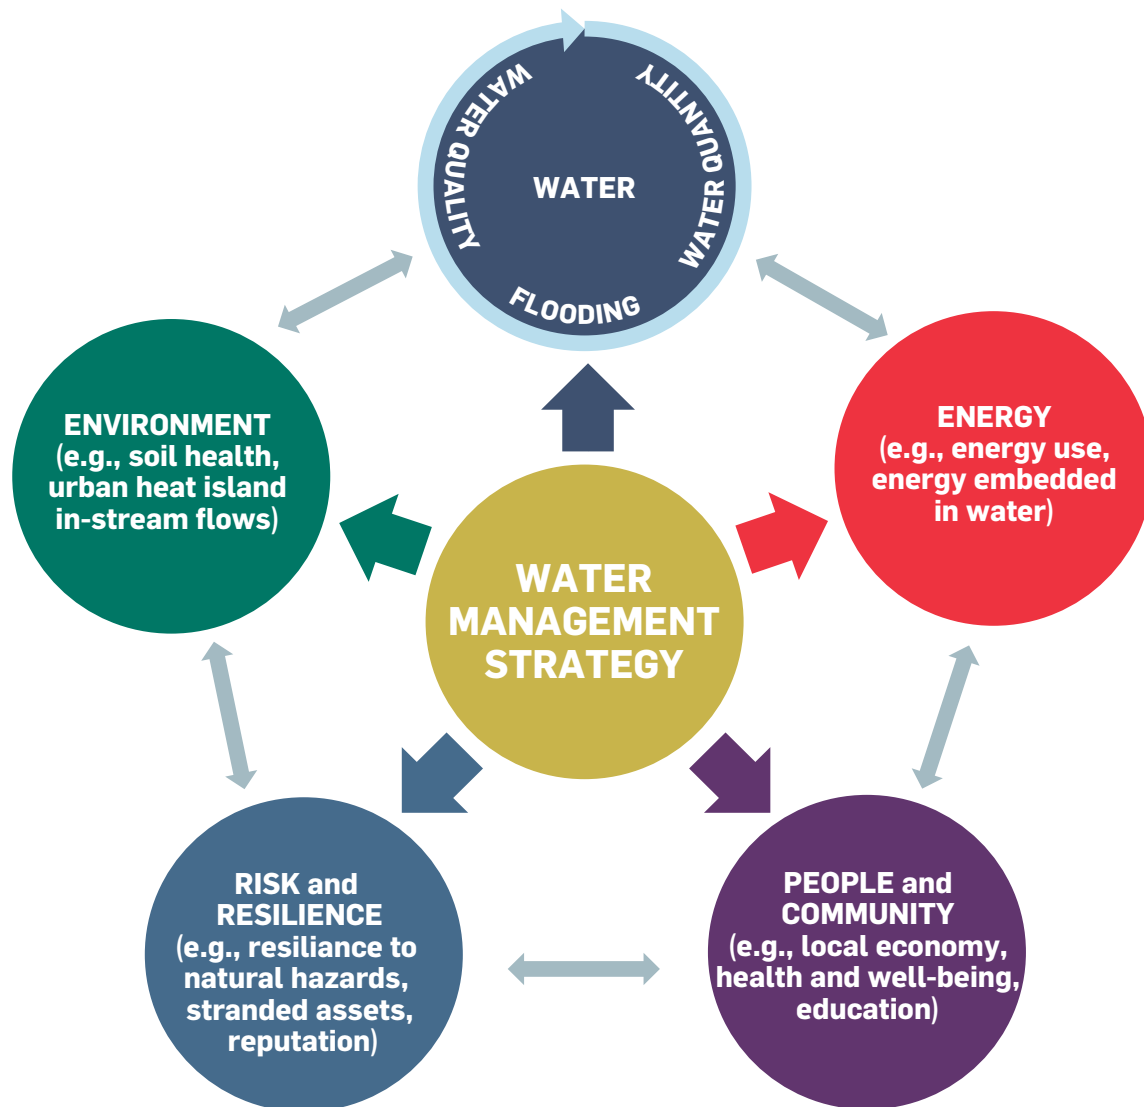 WATER QUALITY
WATER QUANTITY
WATER
FLOODING
ENVIRONMENT
(e.g., soil health,
urban heat island
in-stream flows)
ENERGY
(e.g., energy use,
energy embedded
in water)
WATER
MANAGEMENT
STRATEGY
RISK and
RESILIENCE
(e.g., resiliance to
natural hazards,
stranded assets,
reputation)
PEOPLE and
COMMUNITY
(e.g., local economy,
health and well-being,
education)